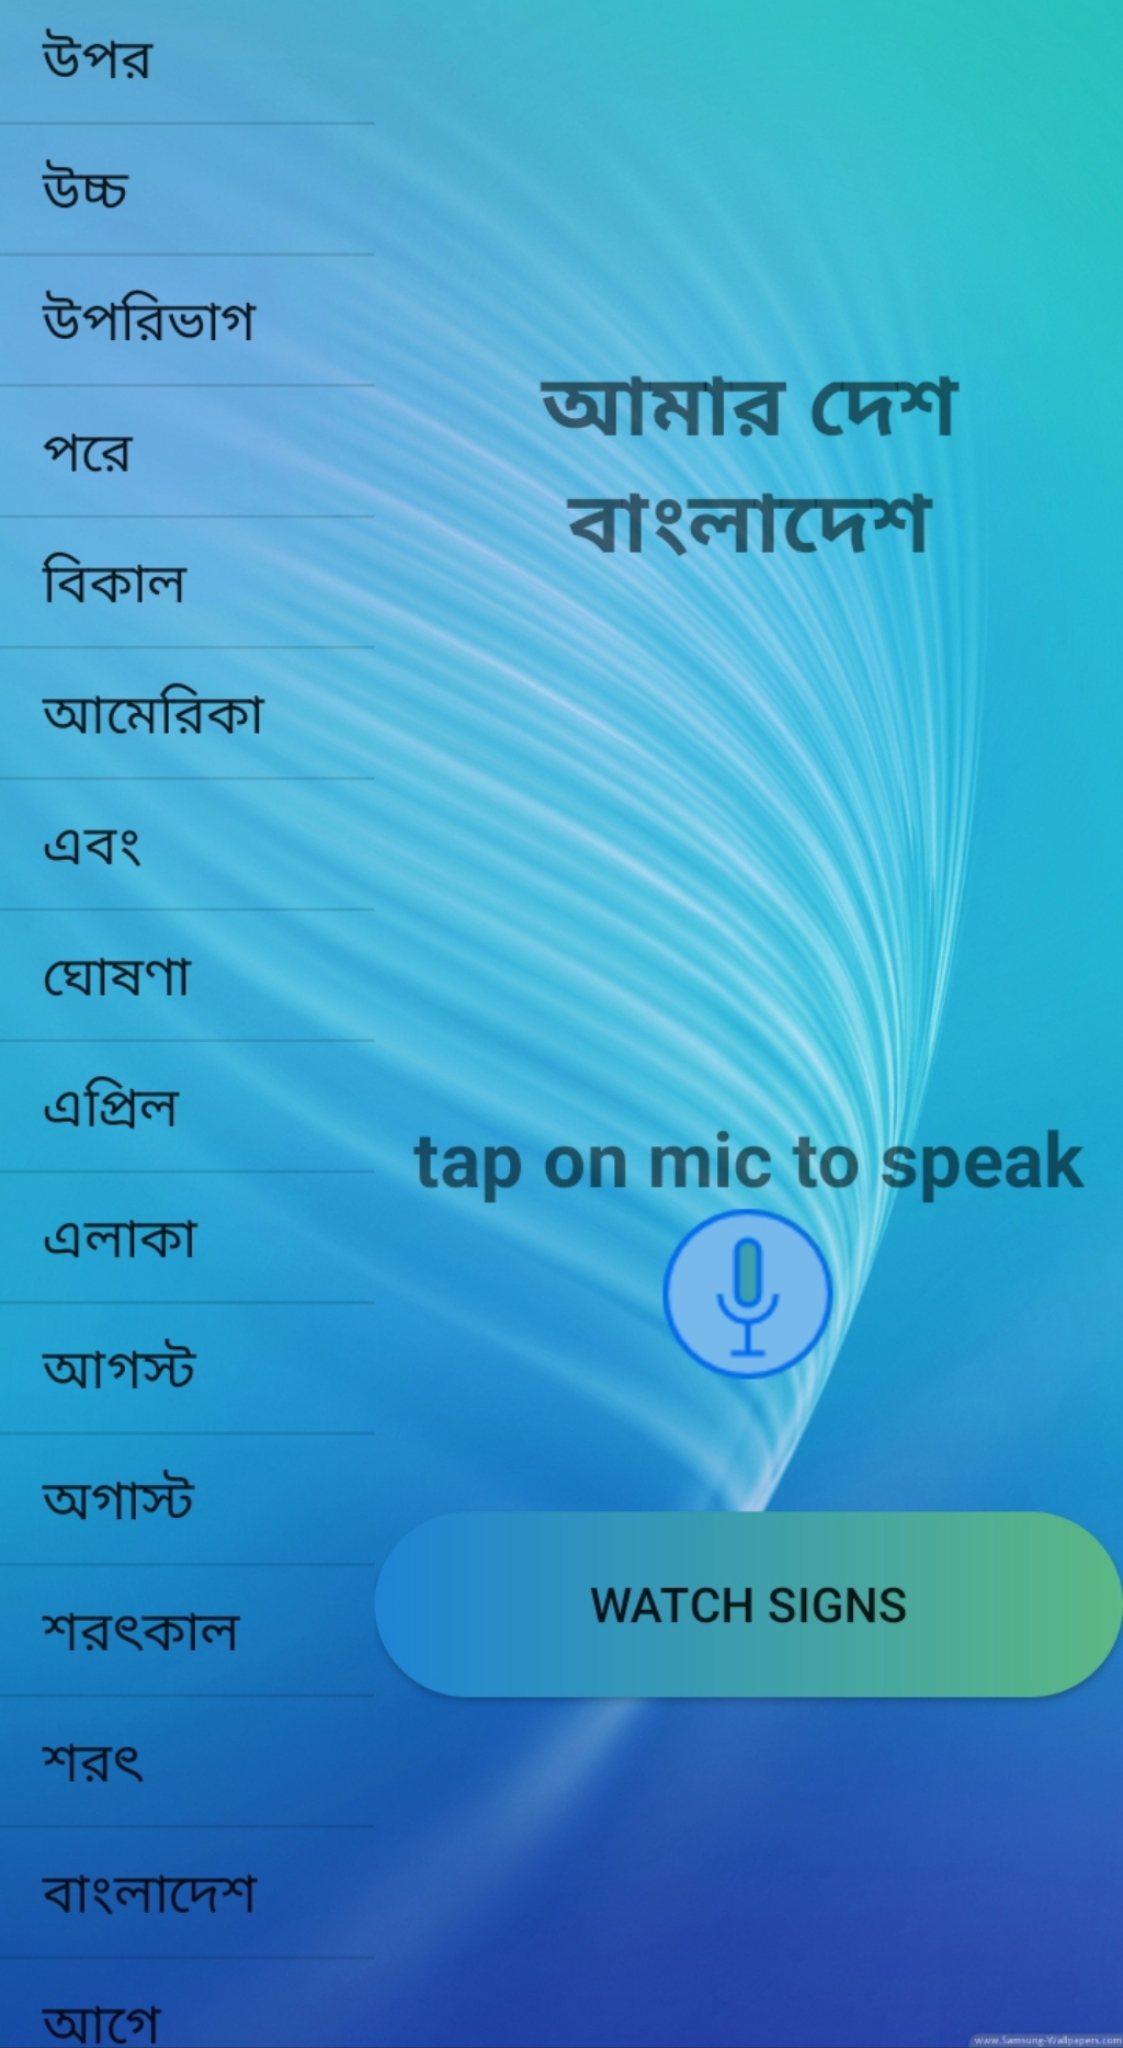 উপর
উচ্চ
উপরিভাগ
পরে
বিকাল
আমেরিকা
এবং
ঘোষণা
এপ্রিল
এলাকা
আগস্ট
অগাস্ট
শরৎকাল
শরৎ
বাংলাদেশ
আগে
আমার দেশ
বাংলাদেশ
tap on mic to speak
WATCH SIGNS
www.Samsung-Wallpapers.com